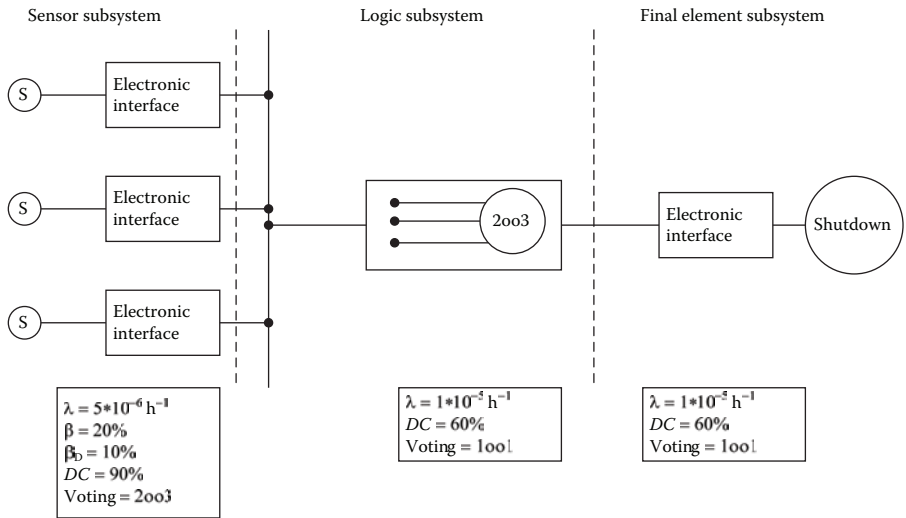 Sensor subsystem
Logic subsystem
Final element subsystem
S
Electronic
interface
S
Electronic
interface
S
Electronic
interface
2oo3
Electronic
interface
Shutdown
λ = 5*10⁻⁶ h⁻¹
β = 20%
β_D = 10%
DC = 90%
Voting = 2oo3
λ = 1*10⁻⁵ h⁻¹
DC = 60%
Voting = 1oo1
λ = 1*10⁻⁵ h⁻¹
DC = 60%
Voting = 1oo1